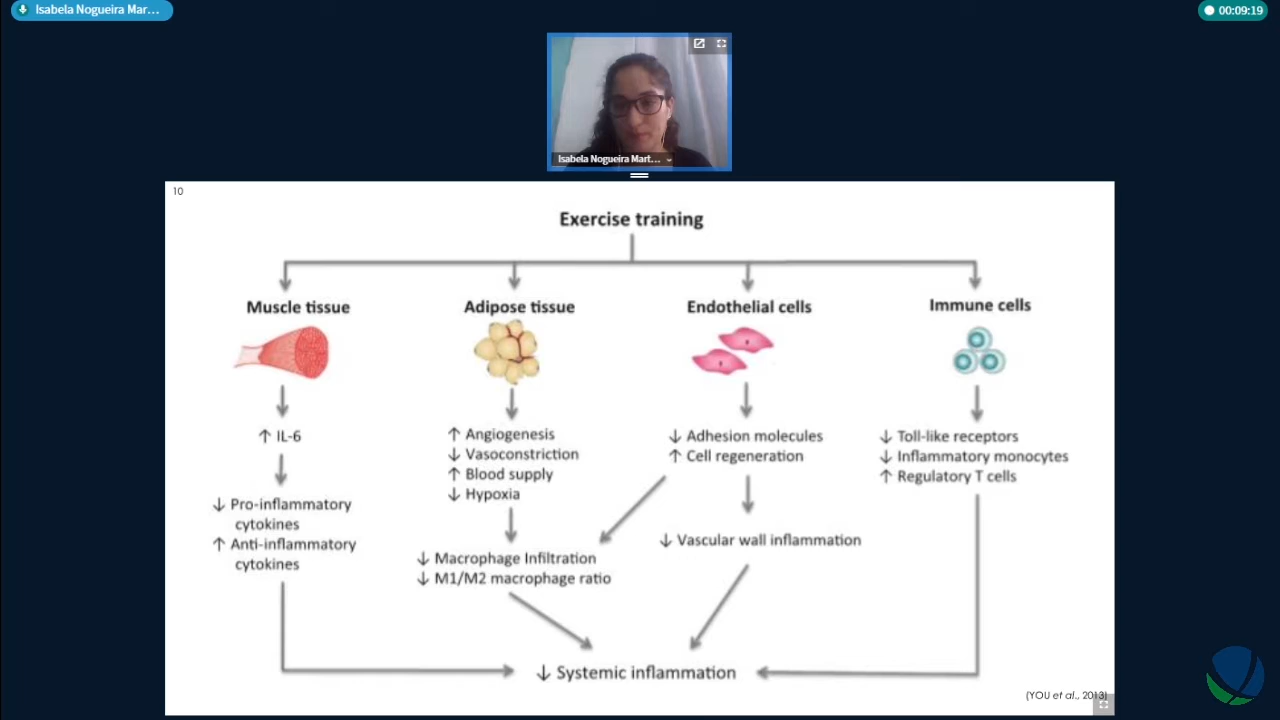 Isabela Nogueira Mar...
00:09:19
Isabela Nogueira Mart...
10
Exercise training
Muscle tissue
Adipose tissue
Endothelial cells
Immune cells
↑ IL-6
↓ Pro-inflammatory
cytokines
↑ Anti-inflammatory
cytokines
↑ Angiogenesis
↓ Vasoconstriction
↑ Blood supply
↓ Hypoxia
↓ Macrophage Infiltration
↓ M1/M2 macrophage ratio
↓ Adhesion molecules
↑ Cell regeneration
↓ Vascular wall inflammation
↓ Toll-like receptors
↓ Inflammatory monocytes
↑ Regulatory T cells
↓ Systemic inflammation
(YOU et al., 2013)